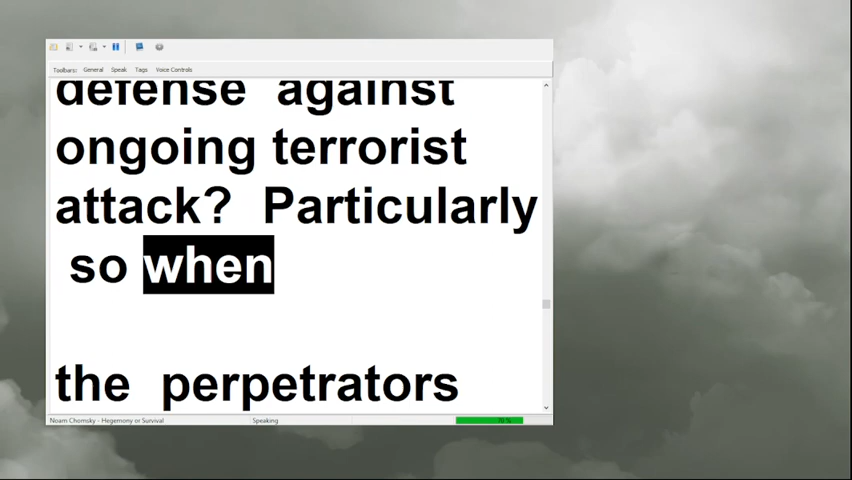 Toolbars: General Speak Tags Voice Controls
defense against
ongoing terrorist
attack? Particularly
so when
the perpetrators
Noam Chomsky - Hegemony or Survival Speaking 70 %